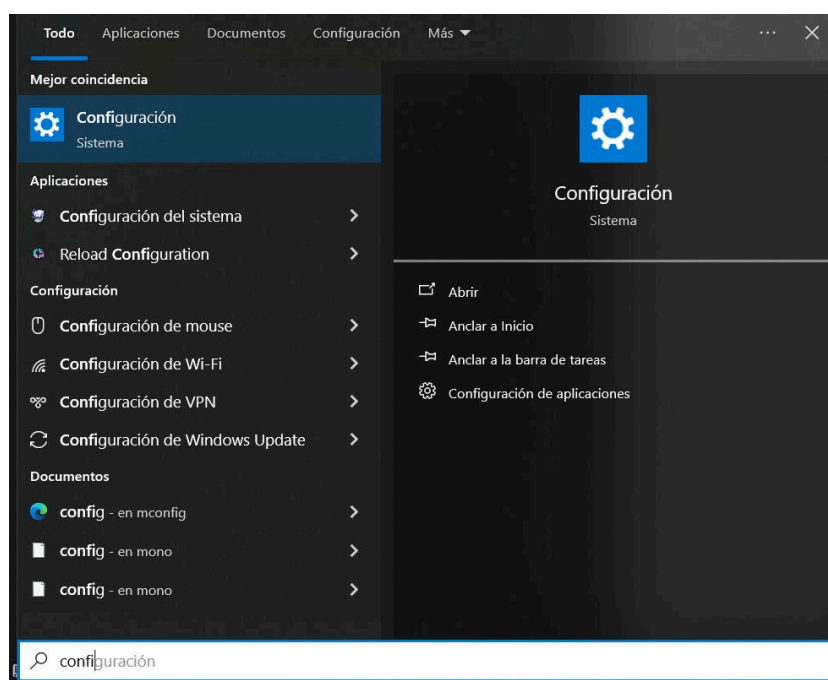 Todo Aplicaciones Documentos Configuración Más
Mejor coincidencia
Configuración
Sistema
Aplicaciones
Configuración del sistema
Reload Configuration
Configuración
Configuración de mouse
Configuración de Wi-Fi
Configuración de VPN
Configuración de Windows Update
Documentos
config - en mconfig
config - en mono
config - en mono
Configuración
Sistema
Abrir
Anclar a Inicio
Anclar a la barra de tareas
Configuración de aplicaciones
configuración